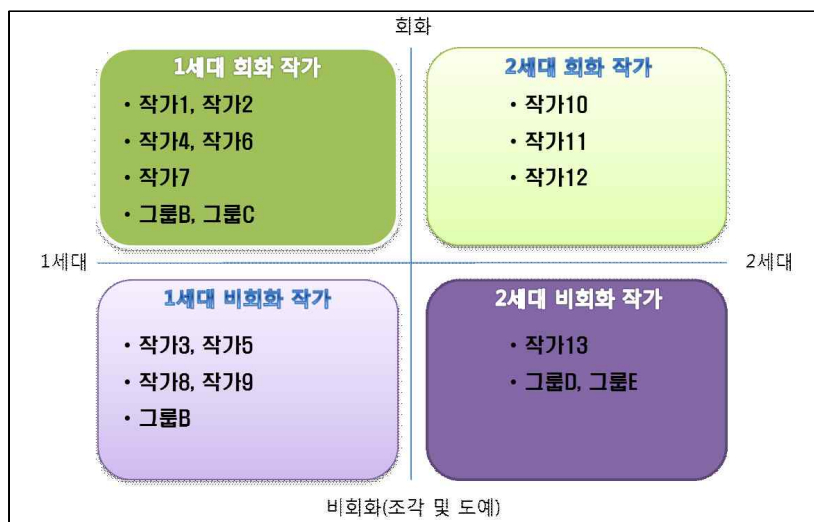 회화
1세대 회화 작가
• 작가1, 작가2
• 작가4, 작가6
• 작가7
• 그룹B, 그룹C
2세대 회화 작가
• 작가10
• 작가11
• 작가12
1세대
2세대
1세대 비회화 작가
• 작가3, 작가5
• 작가8, 작가9
• 그룹B
2세대 비회화 작가
• 작가13
• 그룹D, 그룹E
비회화(조각 및 도예)